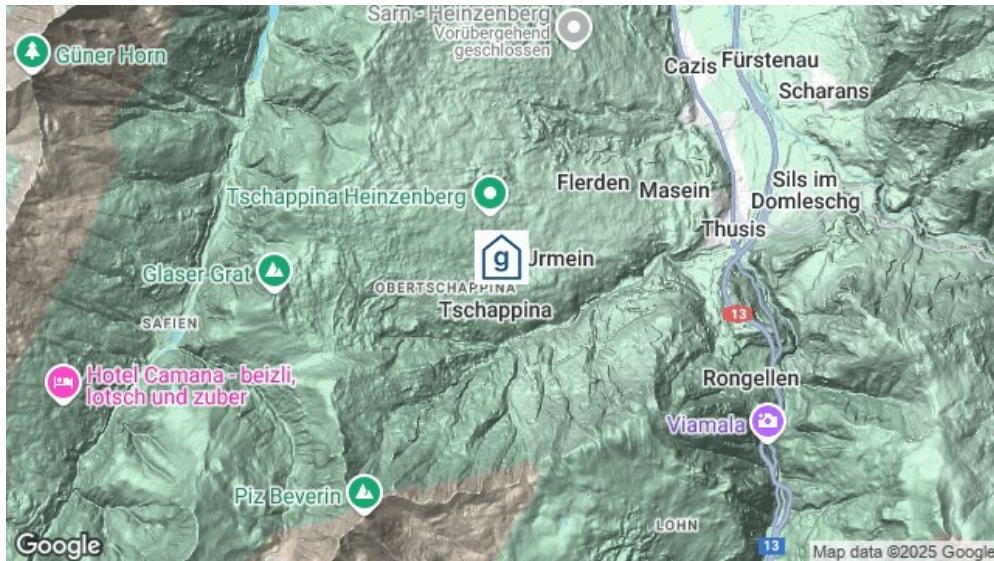 Sarn - Heinzenberg
Vorübergehend
geschlossen
Güner Horn
Cazis
Fürstenau
Scharans
Tschappina Heinzenberg
Flerden
Masein
Sils im
Domleschg
Thusis
g
Urmein
Glaser Grat
OBERTSCHAPPINA
Tschappina
SAFIEN
13
Hotel Camana - beizli,
lotsch und zuber
Rongellen
Viamala
Piz Beverin
LOHN
13
Google
Map data ©2025 Google